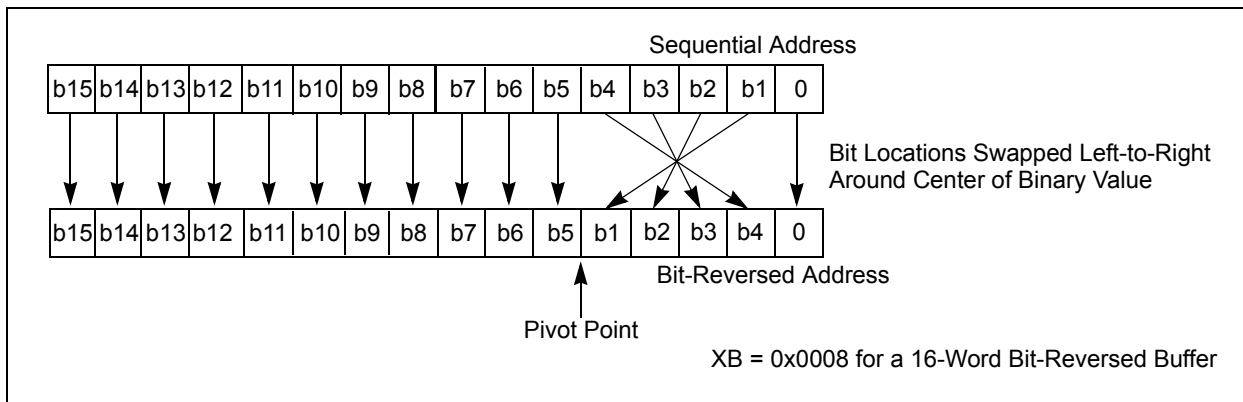 Sequential Address
b15 b14 b13 b12 b11 b10 b9 b8 b7 b6 b5 b4 b3 b2 b1 0
Bit Locations Swapped Left-to-Right
Around Center of Binary Value
b15 b14 b13 b12 b11 b10 b9 b8 b7 b6 b5 b1 b2 b3 b4 0
Bit-Reversed Address
Pivot Point
XB = 0x0008 for a 16-Word Bit-Reversed Buffer